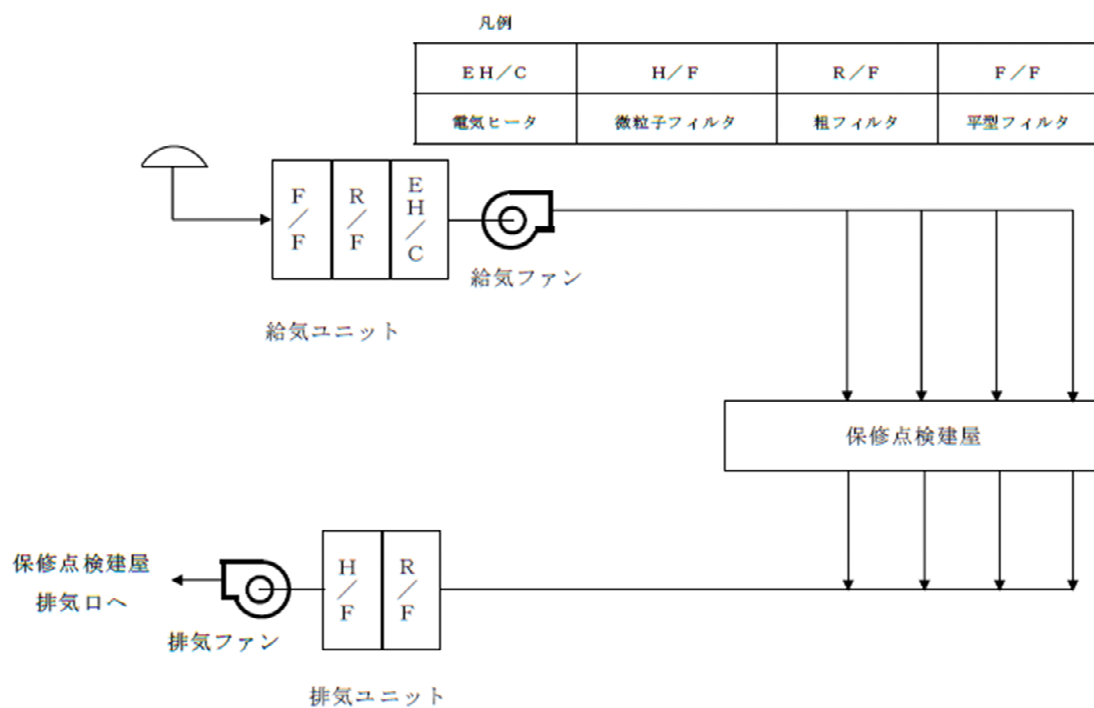 凡例
EH/C H/F R/F F/F
電気ヒータ 微粒子フィルタ 粗フィルタ 平型フィルタ
F/F
R/F
EH/C
給気ファン
給気ユニット
保修点検建屋
保修点検建屋
排気口へ
H/F
R/F
排気ファン
排気ユニット